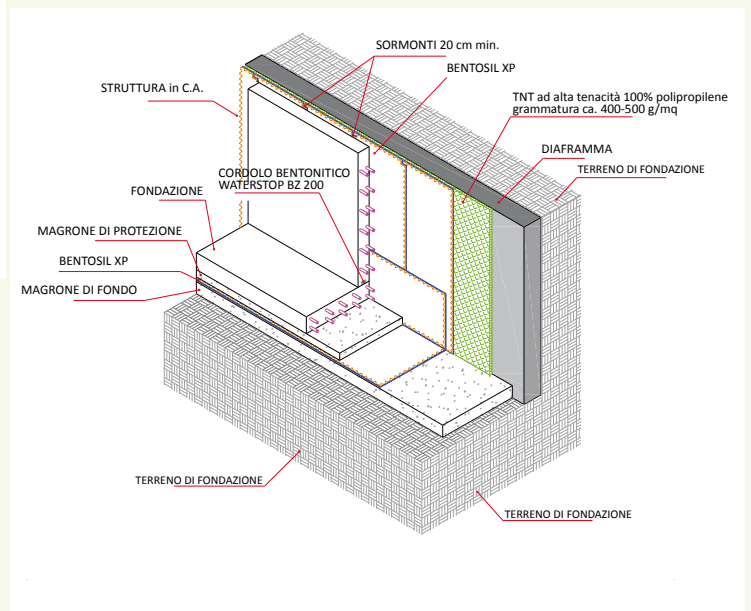 SORMONTI 20 cm min.
BENTOSIL XP
STRUTTURA in C.A.
TNT ad alta tenacità 100% polipropilene
grammatura ca. 400-500 g/mq
DIAFRAMMA
TERRENO DI FONDAZIONE
CORDOLO BENTONITICO
WATERSTOP BZ 200
FONDAZIONE
MAGRONE DI PROTEZIONE
BENTOSIL XP
MAGRONE DI FONDO
TERRENO DI FONDAZIONE
TERRENO DI FONDAZIONE